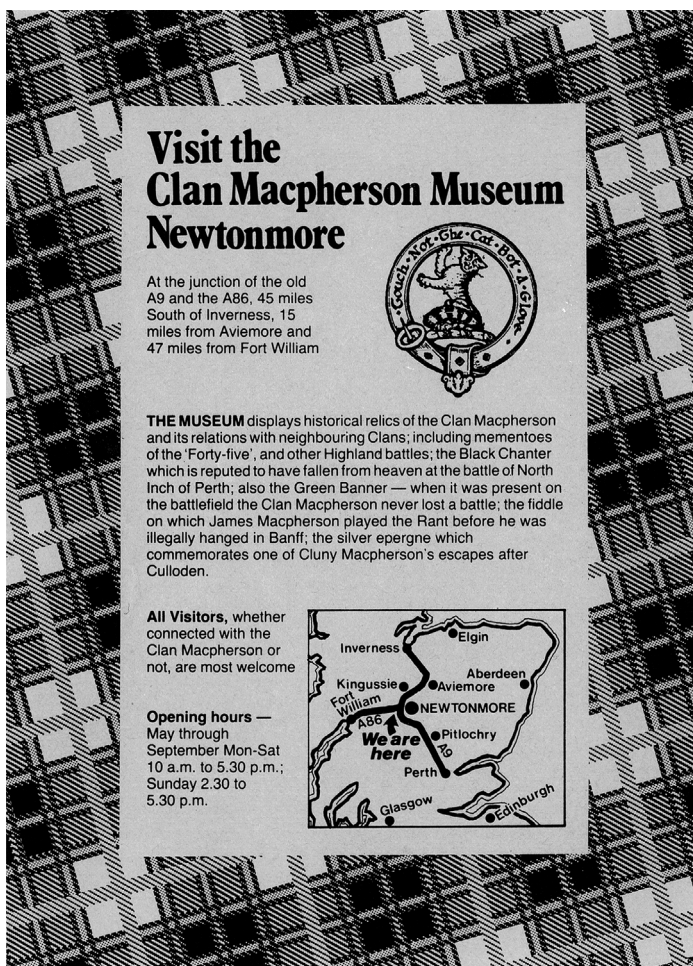 Visit the
Clan Macpherson Museum
Newtonmore
At the junction of the old
A9 and the A86, 45 miles
South of Inverness, 15
miles from Aviemore and
47 miles from Fort William
Touch·Not·The·Cat·Bot·A·Glove·
THE MUSEUM displays historical relics of the Clan Macpherson
and its relations with neighbouring Clans; including mementoes
of the 'Forty-five', and other Highland battles; the Black Chanter
which is reputed to have fallen from heaven at the battle of North
Inch of Perth; also the Green Banner — when it was present on
the battlefield the Clan Macpherson never lost a battle; the fiddle
on which James Macpherson played the Rant before he was
illegally hanged in Banff; the silver epergne which
commemorates one of Cluny Macpherson's escapes after
Culloden.
All Visitors, whether
connected with the
Clan Macpherson or
not, are most welcome
Opening hours —
May through
September Mon-Sat
10 a.m. to 5.30 p.m.;
Sunday 2.30 to
5.30 p.m.
Elgin
Inverness
Aberdeen
Kingussie
Aviemore
Fort
William
NEWTONMORE
A86
We are
here
Pitlochry
A9
Perth
Glasgow
Edinburgh